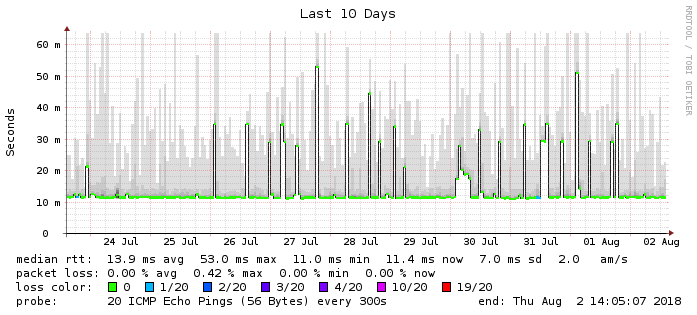 Last 10 Days
RRDTOOL / TOBI OETIKER
Seconds
60 m
50 m
40 m
30 m
20 m
10 m
0
24 Jul 25 Jul 26 Jul 27 Jul 28 Jul 29 Jul 30 Jul 31 Jul 01 Aug 02 Aug
median rtt: 13.9 ms avg 53.0 ms max 11.0 ms min 11.4 ms now 7.0 ms sd 2.0 am/s
packet loss: 0.00 % avg 0.42 % max 0.00 % min 0.00 % now
loss color: 0 1/20 2/20 3/20 4/20 10/20 19/20
probe: 20 ICMP Echo Pings (56 Bytes) every 300s end: Thu Aug 2 14:05:07 2018